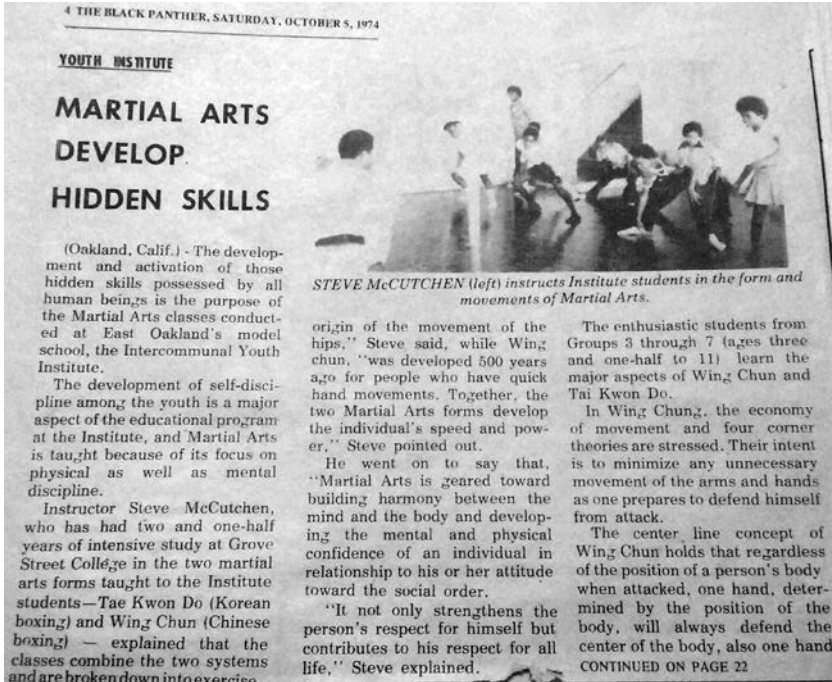 4 THE BLACK PANTHER, SATURDAY, OCTOBER 5, 1974
YOUTH INSTITUTE
MARTIAL ARTS
DEVELOP
HIDDEN SKILLS
(Oakland, Calif.) - The develop-
ment and activation of those
hidden skills possessed by all
human beings is the purpose of
the Martial Arts classes conduct-
ed at East Oakland's model
school, the Intercommunal Youth
Institute.
The development of self-disci-
pline among the youth is a major
aspect of the educational program
at the Institute, and Martial Arts
is taught because of its focus on
physical as well as mental
discipline.
Instructor Steve McCutchen,
who has had two and one-half
years of intensive study at Grove
Street College in the two martial
arts forms taught to the Institute
students—Tae Kwon Do (Korean
boxing) and Wing Chun (Chinese
boxing) — explained that the
classes combine the two systems
and are broken down into exercise
STEVE McCUTCHEN (left) instructs Institute students in the form and
movements of Martial Arts.
origin of the movement of the
hips," Steve said, while Wing
chun, "was developed 500 years
ago for people who have quick
hand movements. Together, the
two Martial Arts forms develop
the individual's speed and pow-
er," Steve pointed out.
He went on to say that,
"Martial Arts is geared toward
building harmony between the
mind and the body and develop-
ing the mental and physical
confidence of an individual in
relationship to his or her attitude
toward the social order.
"It not only strengthens the
person's respect for himself but
contributes to his respect for all
life," Steve explained.
The enthusiastic students from
Groups 3 through 7 (ages three
and one-half to 11) learn the
major aspects of Wing Chun and
Tai Kwon Do.
In Wing Chung, the economy
of movement and four corner
theories are stressed. Their intent
is to minimize any unnecessary
movement of the arms and hands
as one prepares to defend himself
from attack.
The center line concept of
Wing Chun holds that regardless
of the position of a person's body
when attacked, one hand, deter-
mined by the position of the
body, will always defend the
center of the body, also one hand
CONTINUED ON PAGE 22